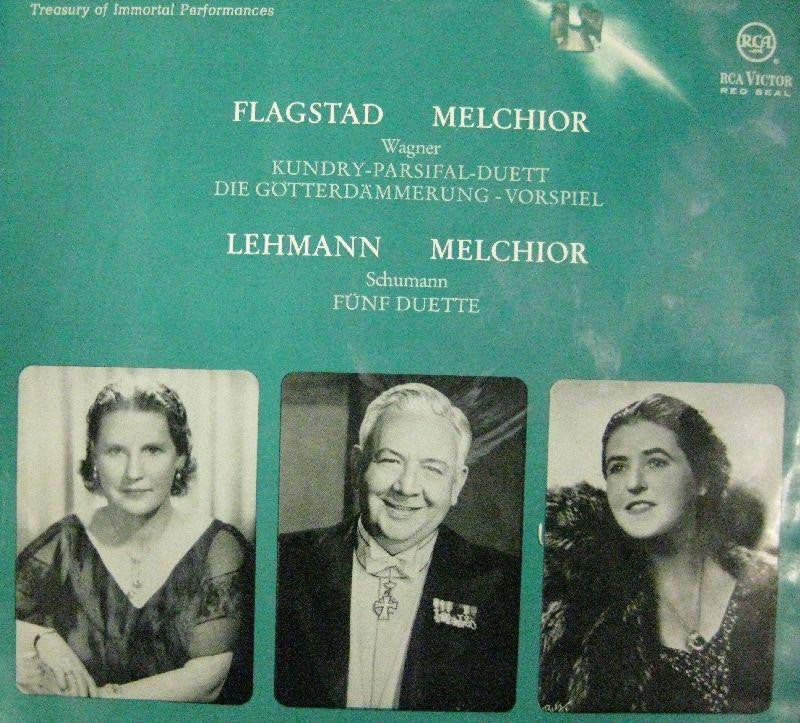 Treasury of Immortal Performances
RCA
RCA VICTOR
RED SEAL
FLAGSTAD MELCHIOR
Wagner
KUNDRY-PARSIFAL-DUETT
DIE GÖTTERDÄMMERUNG - VORSPIEL
LEHMANN MELCHIOR
Schumann
FÜNF DUETTE